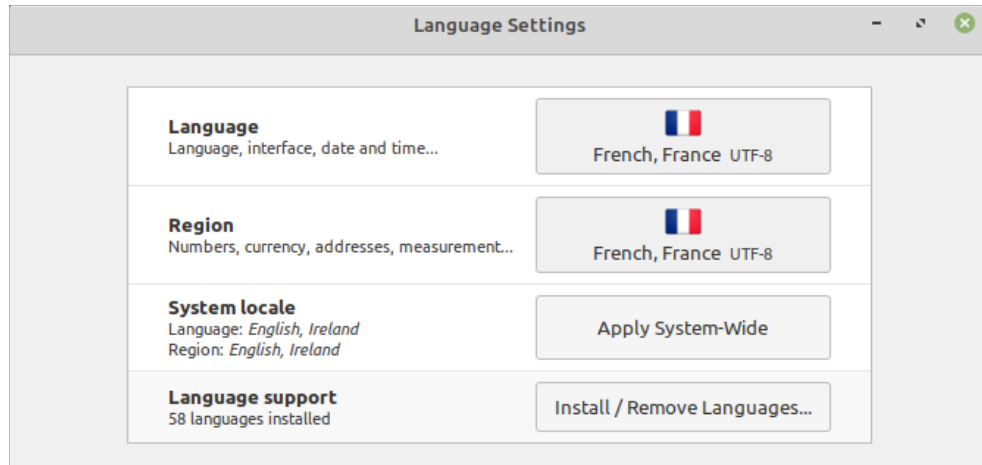 Language Settings
Language
Language, interface, date and time...
French, France UTF-8
Region
Numbers, currency, addresses, measurement...
French, France UTF-8
System locale
Language: English, Ireland
Region: English, Ireland
Apply System-Wide
Language support
58 languages installed
Install / Remove Languages...